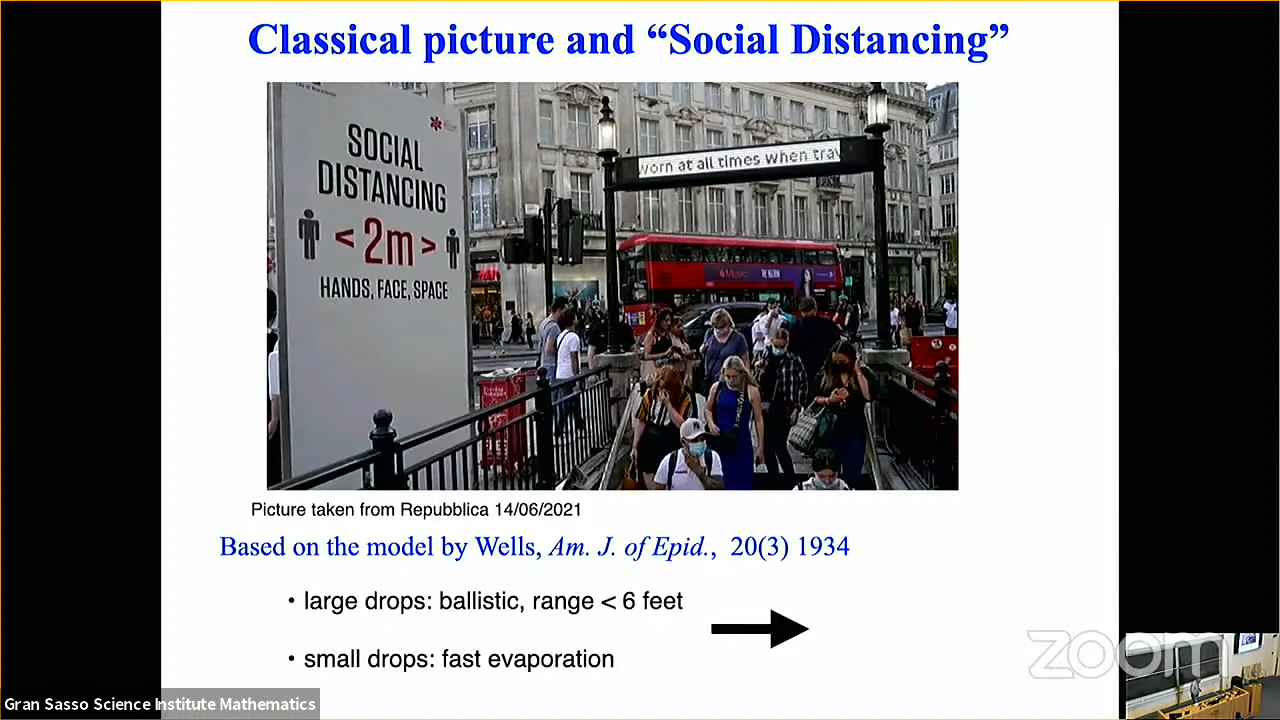 Classical picture and “Social Distancing”
SOCIAL
DISTANCING
< 2m >
HANDS, FACE, SPACE
worn at all times when trav
Music
Picture taken from Repubblica 14/06/2021
Based on the model by Wells, Am. J. of Epid., 20(3) 1934
• large drops: ballistic, range < 6 feet
• small drops: fast evaporation
zoom
Gran Sasso Science Institute Mathematics